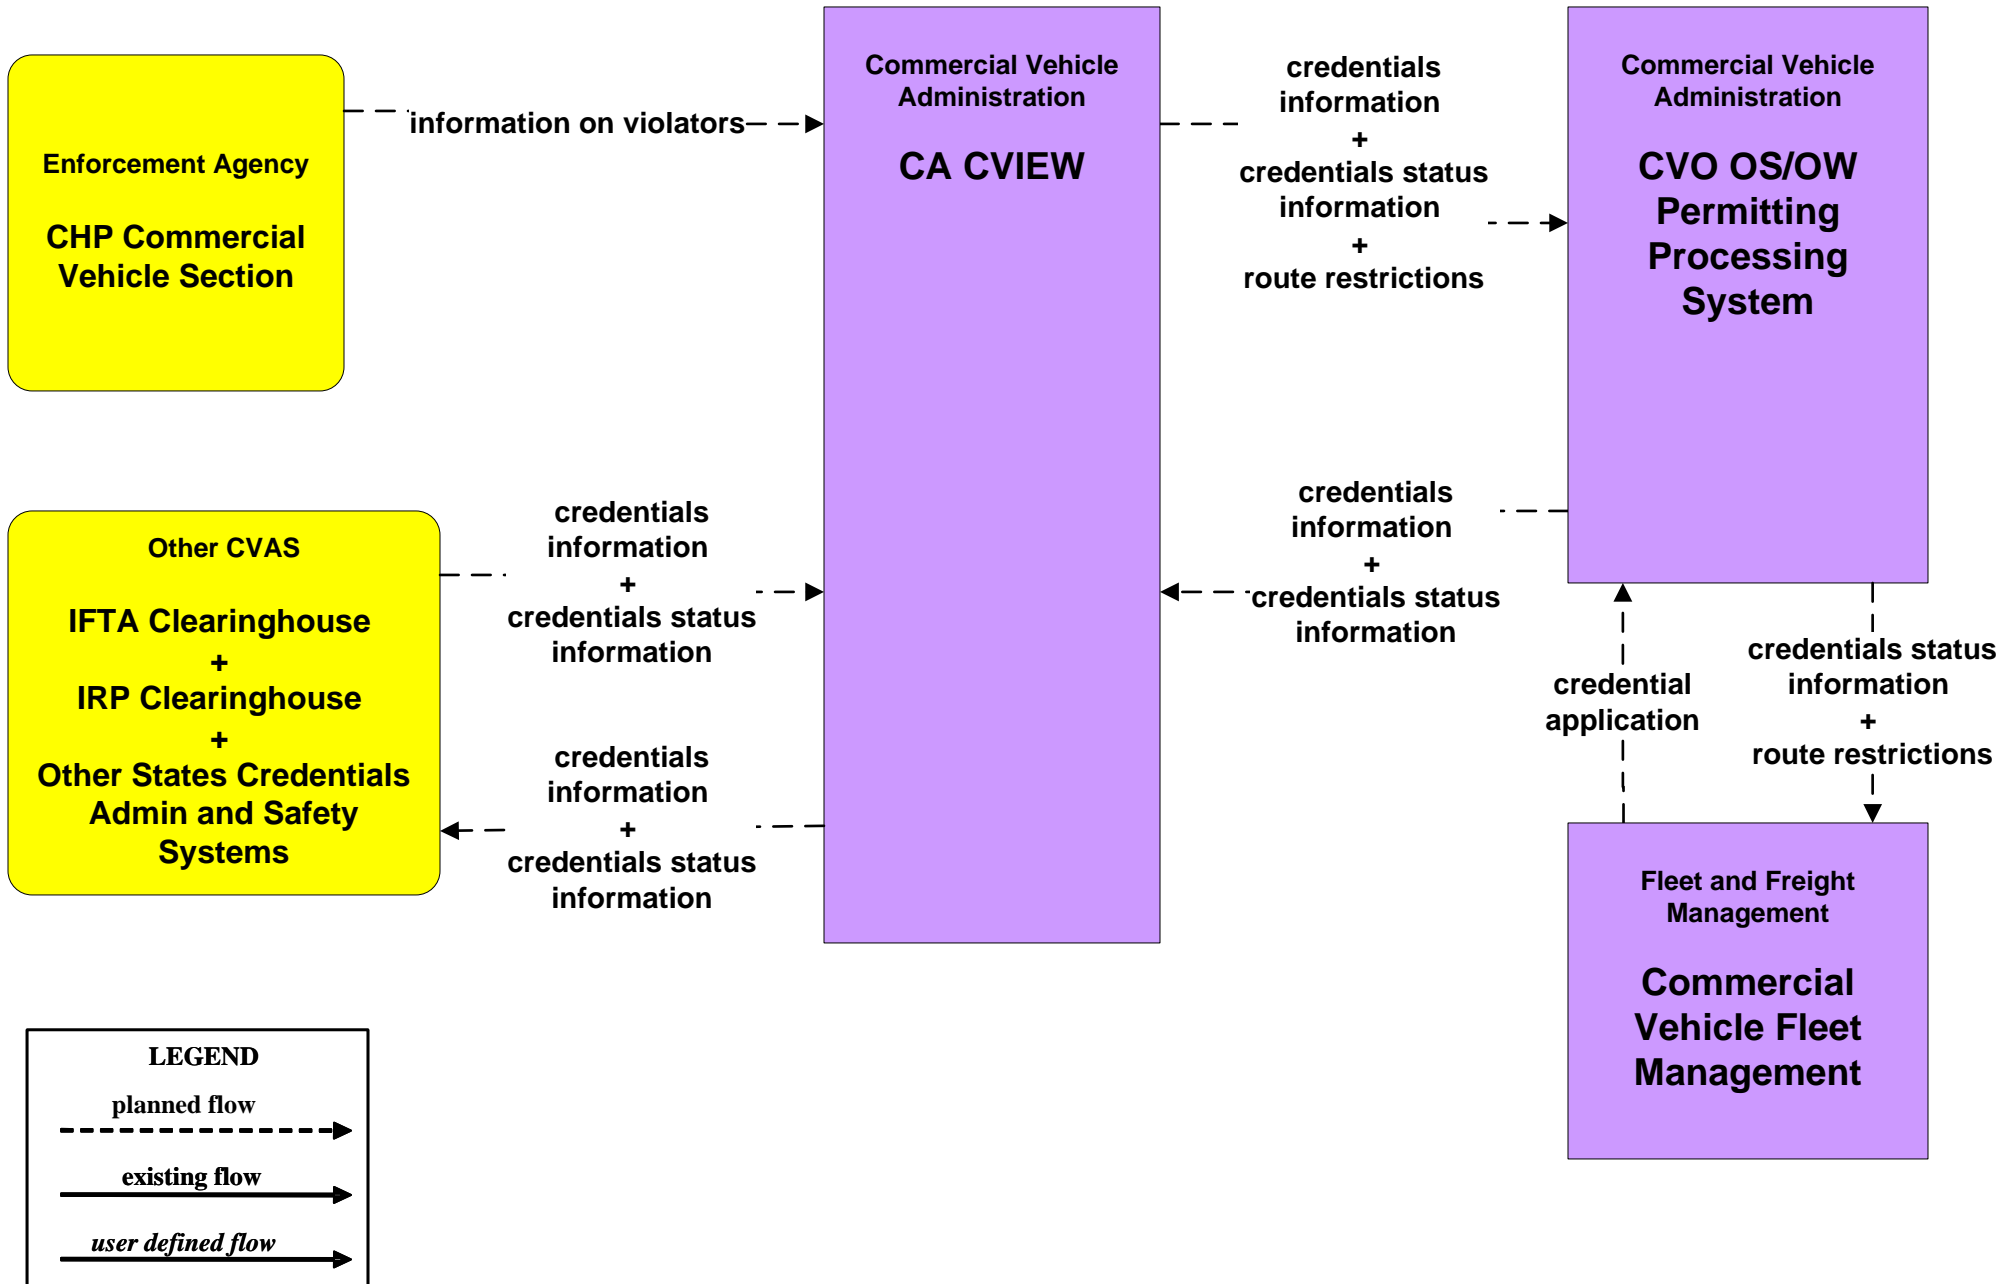 Enforcement Agency
CHP Commercial
Vehicle Section
information on violators
Commercial Vehicle
Administration
CA CVIEW
credentials
information
+
credentials status
information
+
route restrictions
Commercial Vehicle
Administration
CVO OS/OW
Permitting
Processing
System
Other CVAS
IFTA Clearinghouse
+
IRP Clearinghouse
+
Other States Credentials
Admin and Safety
Systems
credentials
information
+
credentials status
information
credentials
information
+
credentials status
information
credentials
information
+
credentials status
information
credential
application
credentials status
information
+
route restrictions
Fleet and Freight
Management
Commercial
Vehicle Fleet
Management
LEGEND
planned flow
existing flow
user defined flow